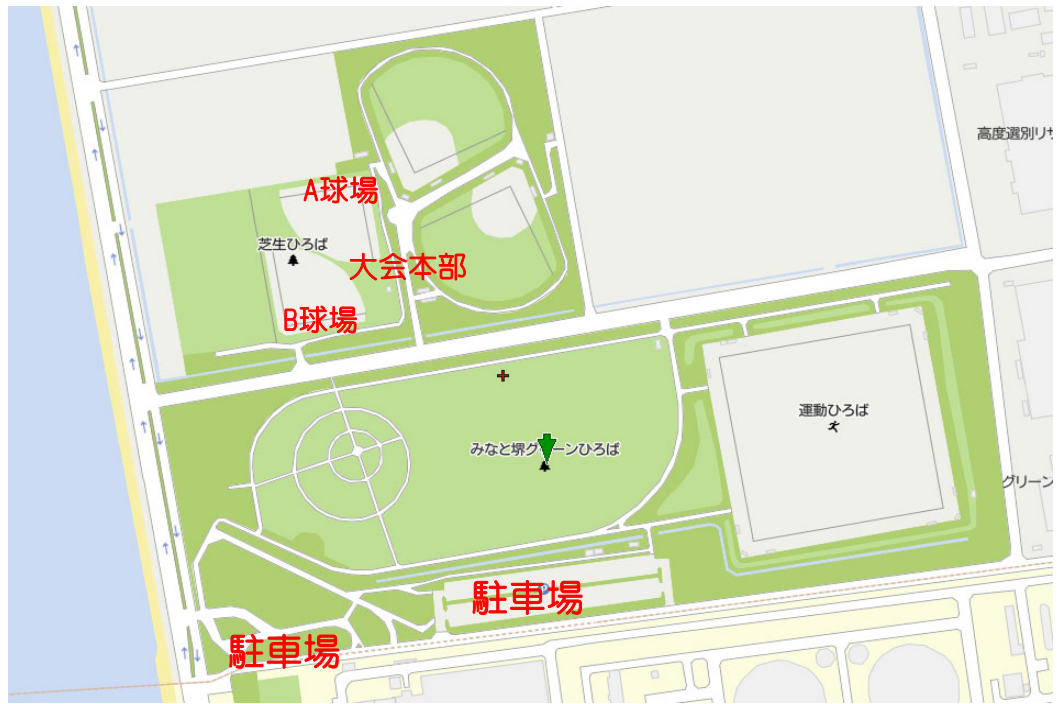 高度選別リサ
A球場
芝生ひろば
大会本部
B球場
運動ひろば
みなと堺グリーンひろば
グリーン
駐車場
駐車場